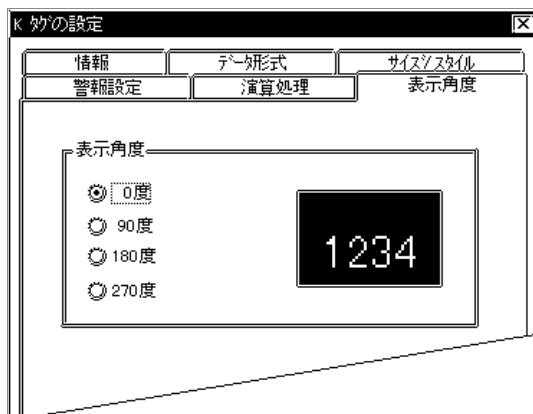 K ﾀｸﾞの設定
情報 ﾃﾞｰﾀ形式 ｻｲｽﾞ/ｽﾀｲﾙ
警報設定 演算処理 表示角度
表示角度
0度
90度
180度
270度
1234